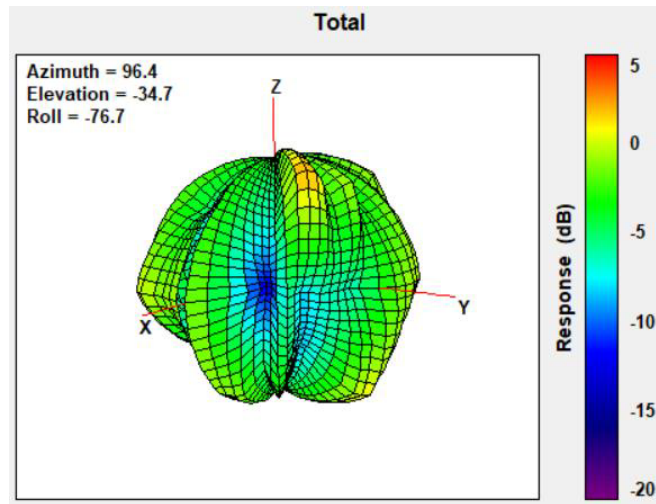 Total
Azimuth = 96.4
Elevation = -34.7
Roll = -76.7
Z
X
Y
5
0
-5
-10
-15
-20
Response (dB)